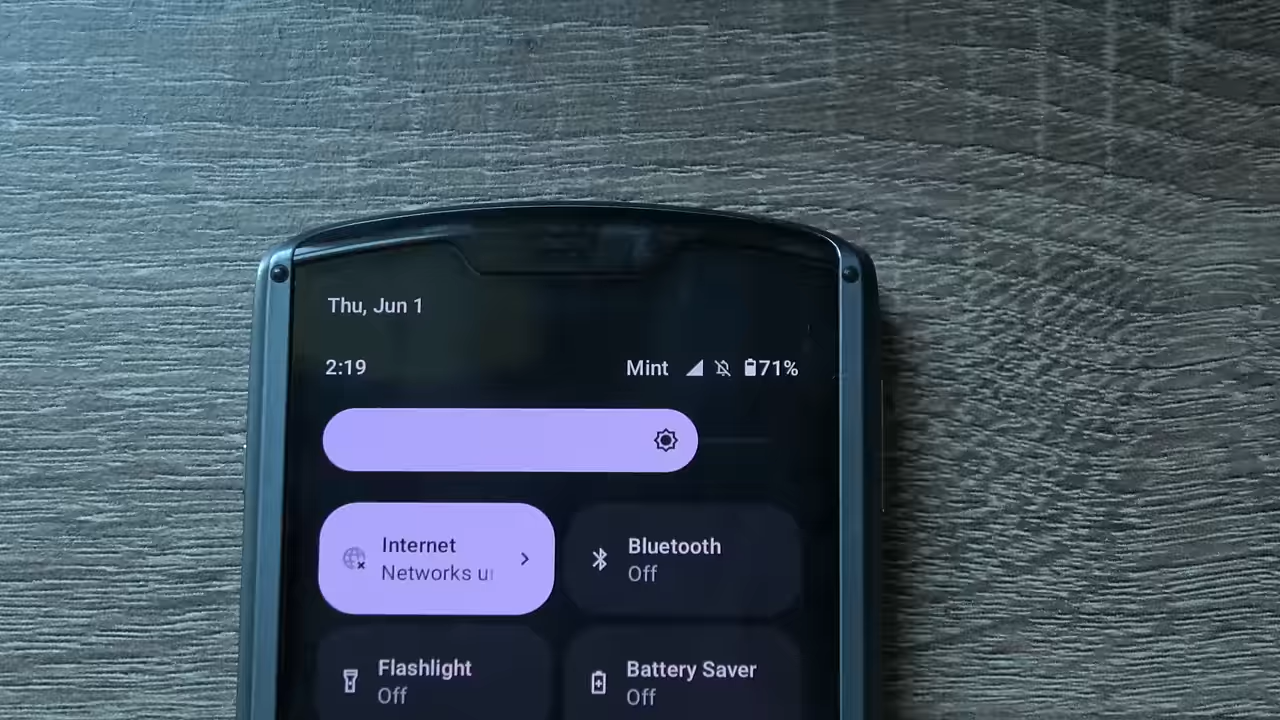 Thu, Jun 1
2:19 Mint 71%
Internet
Networks
Bluetooth
Off
Flashlight
Off
Battery Saver
Off